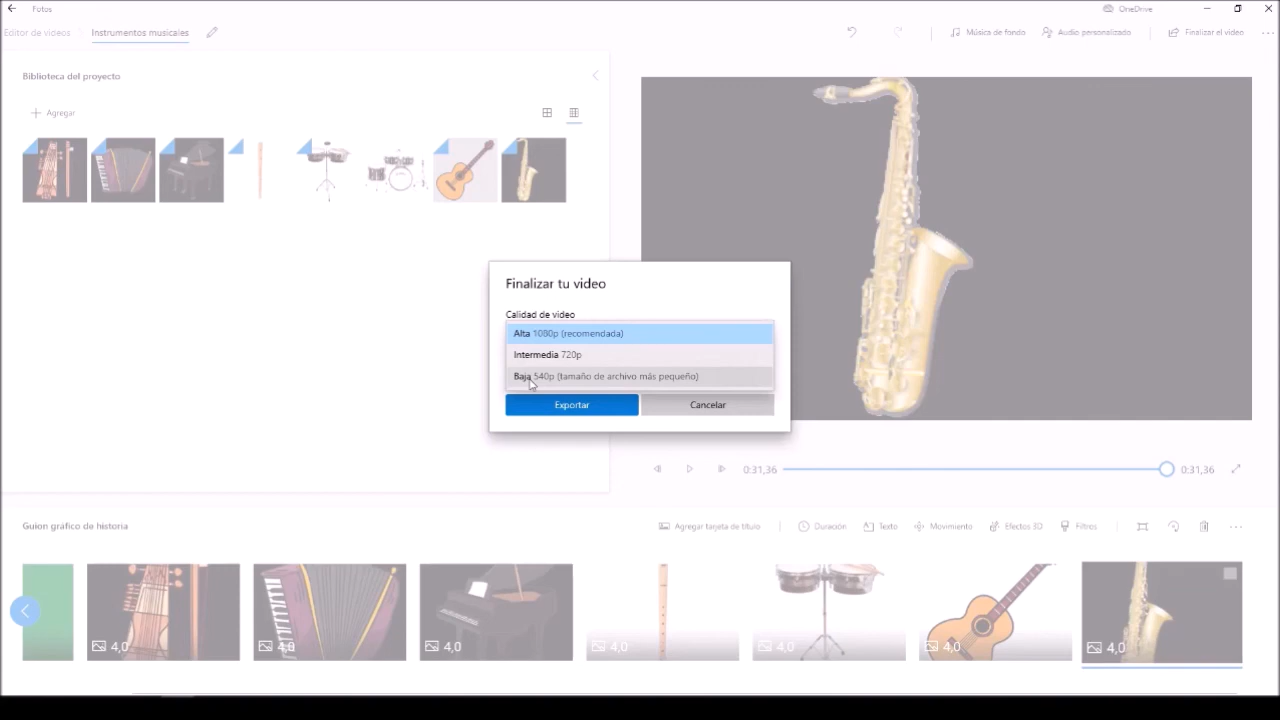 Fotos
OneDrive
Editor de videos
Instrumentos musicales
Música de fondo
Audio personalizado
Finalizar el video
Biblioteca del proyecto
Agregar
Finalizar tu video
Calidad de video
Alta 1080p (recomendada)
Intermedia 720p
Baja 540p (tamaño de archivo más pequeño)
Exportar
Cancelar
0:31,36
0:31,36
Guion gráfico de historia
Agregar tarjeta de título
Duración
Texto
Movimiento
Efectos 3D
Filtros
4,0
4,0
4,0
4,0
4,0
4,0
4,0